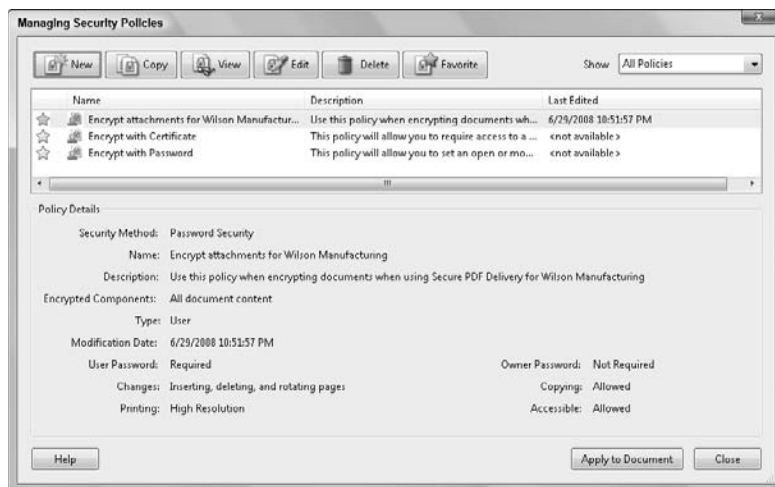 Managing Security Policies
New Copy View Edit Delete Favorite Show All Policies
Name Description Last Edited
Encrypt attachments for Wilson Manufactur... Use this policy when encrypting documents wh... 6/29/2008 10:51:57 PM
Encrypt with Certificate This policy will allow you to require access to a ... <not available>
Encrypt with Password This policy will allow you to set an open or mo... <not available>
Policy Details
Security Method: Password Security
Name: Encrypt attachments for Wilson Manufacturing
Description: Use this policy when encrypting documents when using Secure PDF Delivery for Wilson Manufacturing
Encrypted Components: All document content
Type: User
Modification Date: 6/29/2008 10:51:57 PM
User Password: Required Owner Password: Not Required
Changes: Inserting, deleting, and rotating pages Copying: Allowed
Printing: High Resolution Accessible: Allowed
Help Apply to Document Close